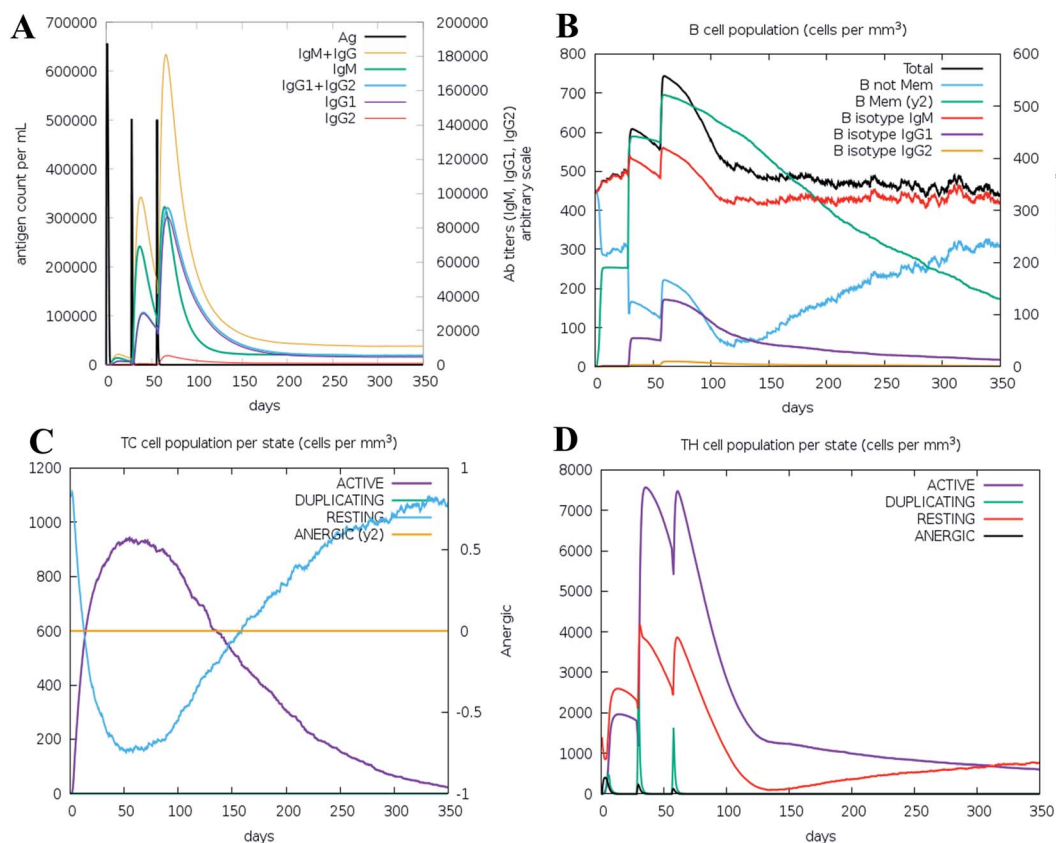 A
700000
600000
500000
400000
300000
200000
100000
0
antigen count per mL
0 50 100 150 200 250 300 350
days
200000
180000
160000
140000
120000
100000
80000
60000
40000
20000
0
Ab titers (IgM, IgG1, IgG2)
arbitrary scale
Ag
IgM+IgG
IgM
IgG1+IgG2
IgG1
IgG2
B
B cell population (cells per mm³)
800
700
600
500
400
300
200
100
0
0 50 100 150 200 250 300 350
days
600
500
400
300
200
100
0
Total
B not Mem
B Mem (y2)
B isotype IgM
B isotype IgG1
B isotype IgG2
C
TC cell population per state (cells per mm³)
1200
1000
800
600
400
200
0
0 50 100 150 200 250 300 350
days
1
0.5
0
-0.5
-1
Anergic
ACTIVE
DUPLICATING
RESTING
ANERGIC (y2)
D
TH cell population per state (cells per mm³)
8000
7000
6000
5000
4000
3000
2000
1000
0
0 50 100 150 200 250 300 350
days
ACTIVE
DUPLICATING
RESTING
ANERGIC